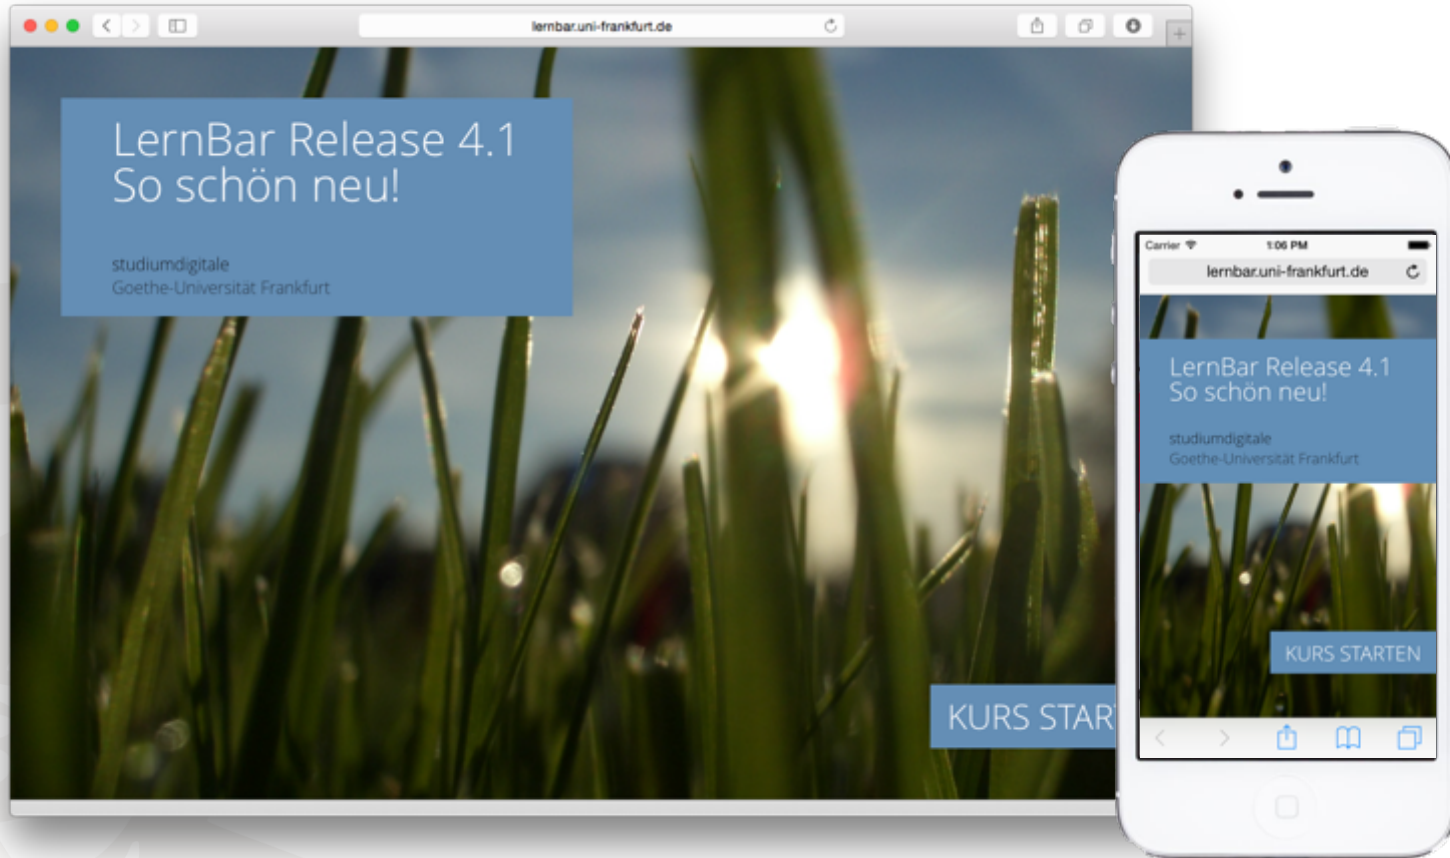 lernbar.uni-frankfurt.de
LernBar Release 4.1
So schön neu!
studiumdigitale
Goethe-Universität Frankfurt
KURS STAR
Carrier
1:06 PM
lernbar.uni-frankfurt.de
LernBar Release 4.1
So schön neu!
studiumdigitale
Goethe-Universität Frankfurt
KURS STARTEN